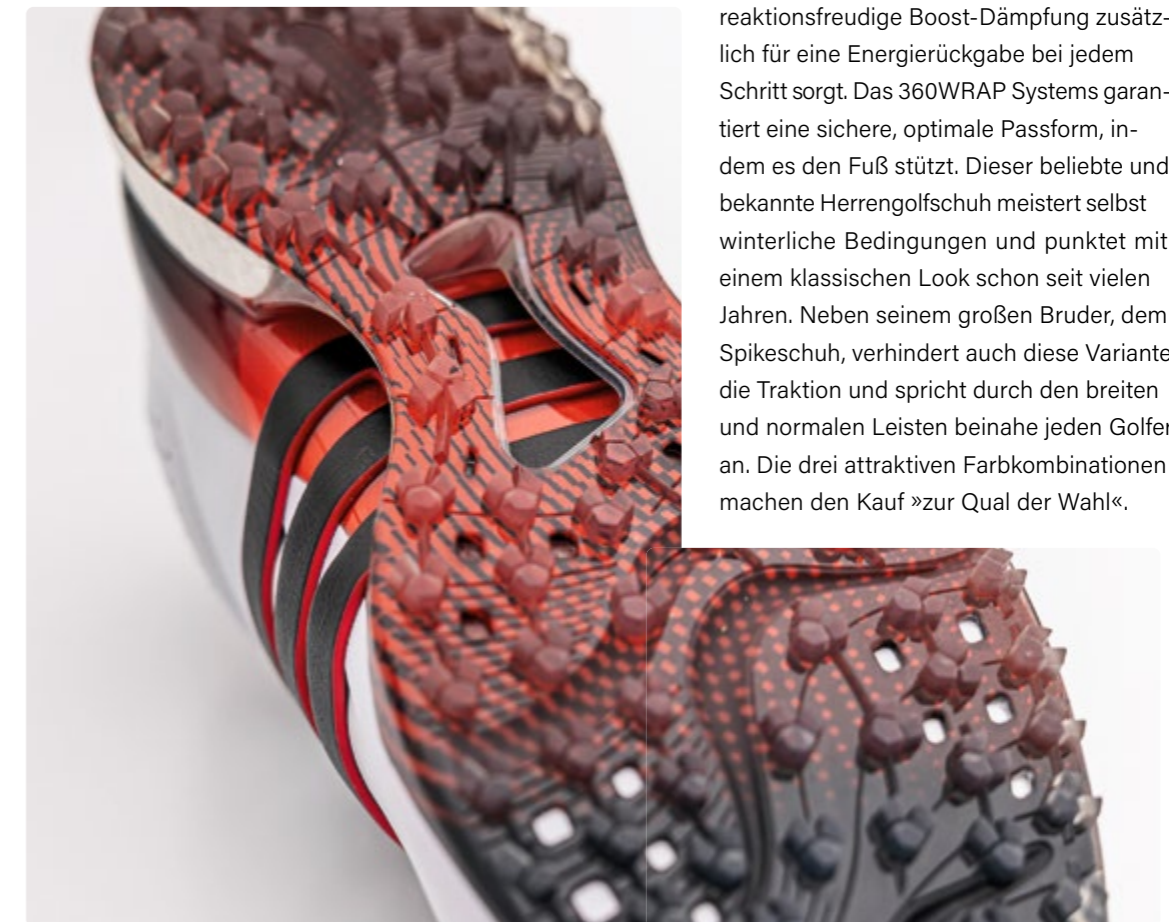 reaktionsfreudige Boost-Dämpfung zusätz-
lich für eine Energierückgabe bei jedem
Schritt sorgt. Das 360WRAP Systems garan-
tiert eine sichere, optimale Passform, in-
dem es den Fuß stützt. Dieser beliebte und
bekannte Herrengolfschuh meistert selbst
winterliche Bedingungen und punktet mit
einem klassischen Look schon seit vielen
Jahren. Neben seinem großen Bruder, dem
Spikeschuh, verhindert auch diese Variante
die Traktion und spricht durch den breiten
und normalen Leisten beinahe jeden Golfer
an. Die drei attraktiven Farbkombinationen
machen den Kauf »zur Qual der Wahl«.